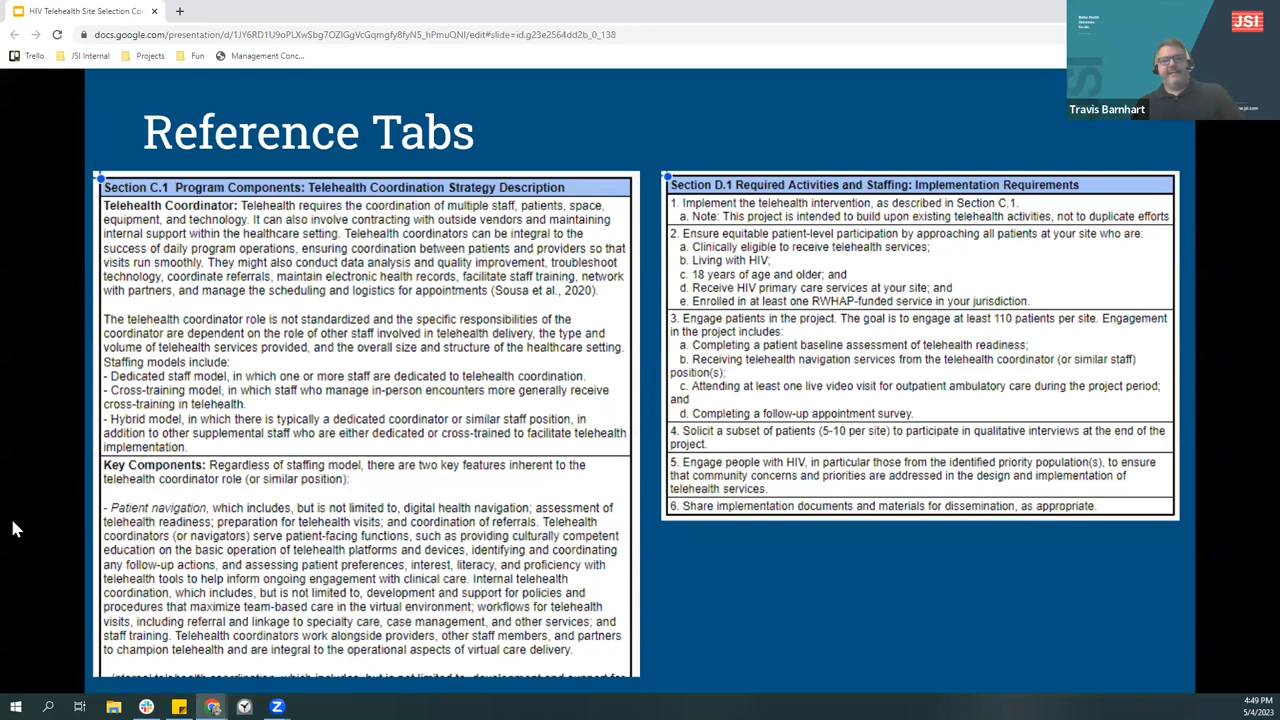 HIV Telehealth Site Selection Co
docs.google.com/presentation/d/
Trello
JSI Internal
Projects
Fun
Management Conc...
Better Health
Outcomes
For All.
JSI
Travis Barnhart
Reference Tabs
Section C.1 Program Components: Telehealth Coordination Strategy Description
Telehealth Coordinator: Telehealth requires the coordination of multiple staff, patients, space,
equipment, and technology. It can also involve contracting with outside vendors and maintaining
internal support within the healthcare setting. Telehealth coordinators can be integral to the
success of daily program operations, ensuring coordination between patients and providers so that
visits run smoothly. They might also conduct data analysis and quality improvement, troubleshoot
technology, coordinate referrals, maintain electronic health records, facilitate staff training, network
with partners, and manage the scheduling and logistics for appointments (Sousa et al., 2020).
The telehealth coordinator role is not standardized and the specific responsibilities of the
coordinator are dependent on the role of other staff involved in telehealth delivery, the type and
volume of telehealth services provided, and the overall size and structure of the healthcare setting.
Staffing models include:
- Dedicated staff model, in which one or more staff are dedicated to telehealth coordination.
- Cross-training model, in which staff who manage in-person encounters more generally receive
cross-training in telehealth.
- Hybrid model, in which there is typically a dedicated coordinator or similar staff position, in
addition to other supplemental staff who are either dedicated or cross-trained to facilitate telehealth
implementation.
Key Components: Regardless of staffing model, there are two key features inherent to the
telehealth coordinator role (or similar position):
- Patient navigation, which includes, but is not limited to, digital health navigation; assessment of
telehealth readiness; preparation for telehealth visits; and coordination of referrals. Telehealth
coordinators (or navigators) serve patient-facing functions, such as providing culturally competent
education on the basic operation of telehealth platforms and devices, identifying and coordinating
any follow-up actions, and assessing patient preferences, interest, literacy, and proficiency with
telehealth tools to help inform ongoing engagement with clinical care. Internal telehealth
coordination, which includes, but is not limited to, development and support for policies and
procedures that maximize team-based care in the virtual environment; workflows for telehealth
visits, including referral and linkage to specialty care, case management, and other services; and
staff training. Telehealth coordinators work alongside providers, other staff members, and partners
to champion telehealth and are integral to the operational aspects of virtual care delivery.
Section D.1 Required Activities and Staffing: Implementation Requirements
1. Implement the telehealth intervention, as described in Section C.1.
a. Note: This project is intended to build upon existing telehealth activities, not to duplicate efforts
2. Ensure equitable patient-level participation by approaching all patients at your site who are:
a. Clinically eligible to receive telehealth services;
b. Living with HIV;
c. 18 years of age and older; and
d. Receive HIV primary care services at your site; and
e. Enrolled in at least one RWHAP-funded service in your jurisdiction.
3. Engage patients in the project. The goal is to engage at least 110 patients per site. Engagement
in the project includes:
a. Completing a patient baseline assessment of telehealth readiness;
b. Receiving telehealth navigation services from the telehealth coordinator (or similar staff)
position(s);
c. Attending at least one live video visit for outpatient ambulatory care during the project period;
and
d. Completing a follow-up appointment survey.
4. Solicit a subset of patients (5-10 per site) to participate in qualitative interviews at the end of the
project.
5. Engage people with HIV, in particular those from the identified priority population(s), to ensure
that community concerns and priorities are addressed in the design and implementation of
telehealth services.
6. Share implementation documents and materials for dissemination, as appropriate.
4:49 PM
5/4/2023